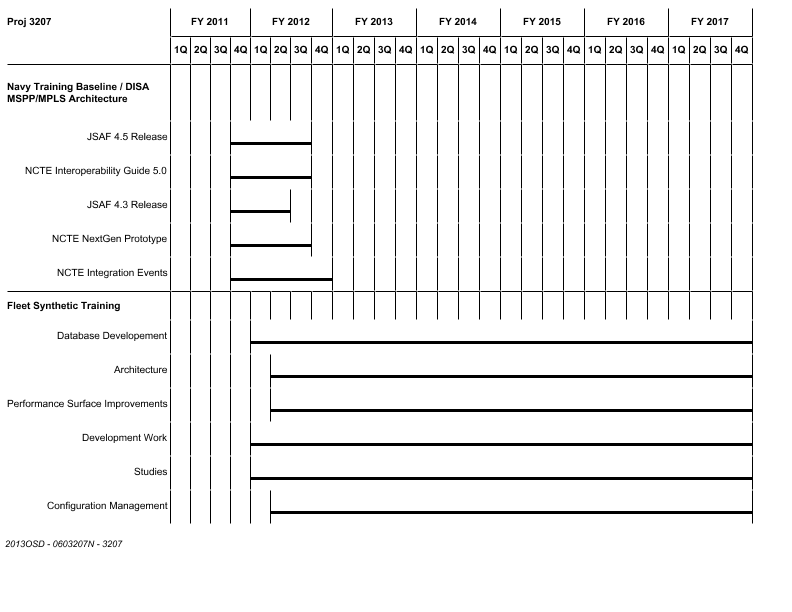 Proj 3207 FY 2011 FY 2012 FY 2013 FY 2014 FY 2015 FY 2016 FY 2017
1Q 2Q 3Q 4Q 1Q 2Q 3Q 4Q 1Q 2Q 3Q 4Q 1Q 2Q 3Q 4Q 1Q 2Q 3Q 4Q 1Q 2Q 3Q 4Q 1Q 2Q 3Q 4Q
Navy Training Baseline / DISA
MSPP/MPLS Architecture
JSAF 4.5 Release
NCTE Interoperability Guide 5.0
JSAF 4.3 Release
NCTE NextGen Prototype
NCTE Integration Events
Fleet Synthetic Training
Database Developement
Architecture
Performance Surface Improvements
Development Work
Studies
Configuration Management
2013OSD - 0603207N - 3207